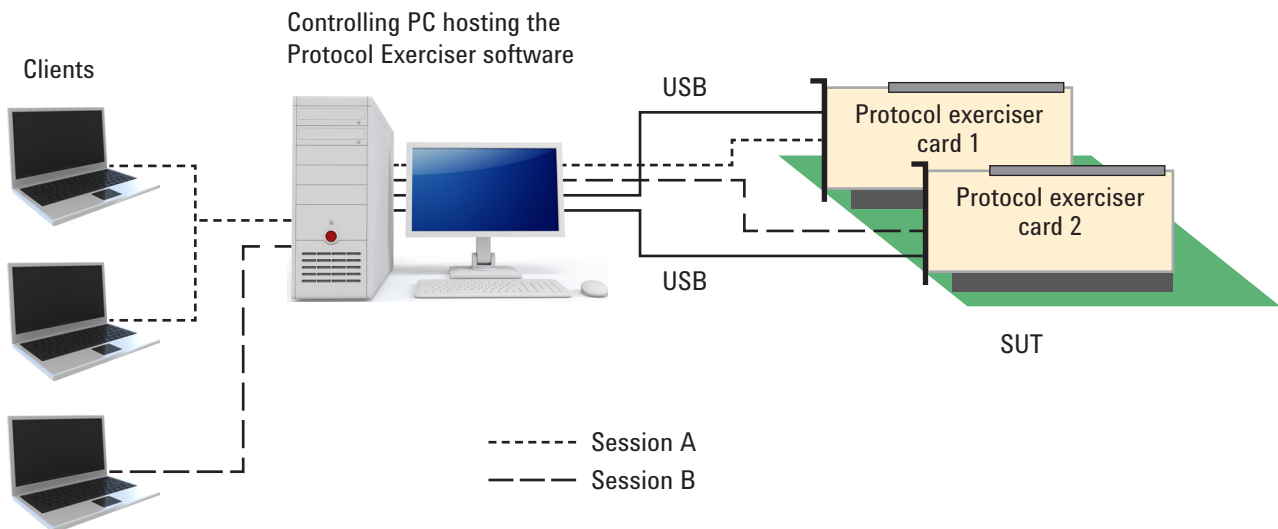 Controlling PC hosting the
Protocol Exerciser software
Clients
USB
Protocol exerciser
card 1
Protocol exerciser
card 2
USB
SUT
Session A
Session B